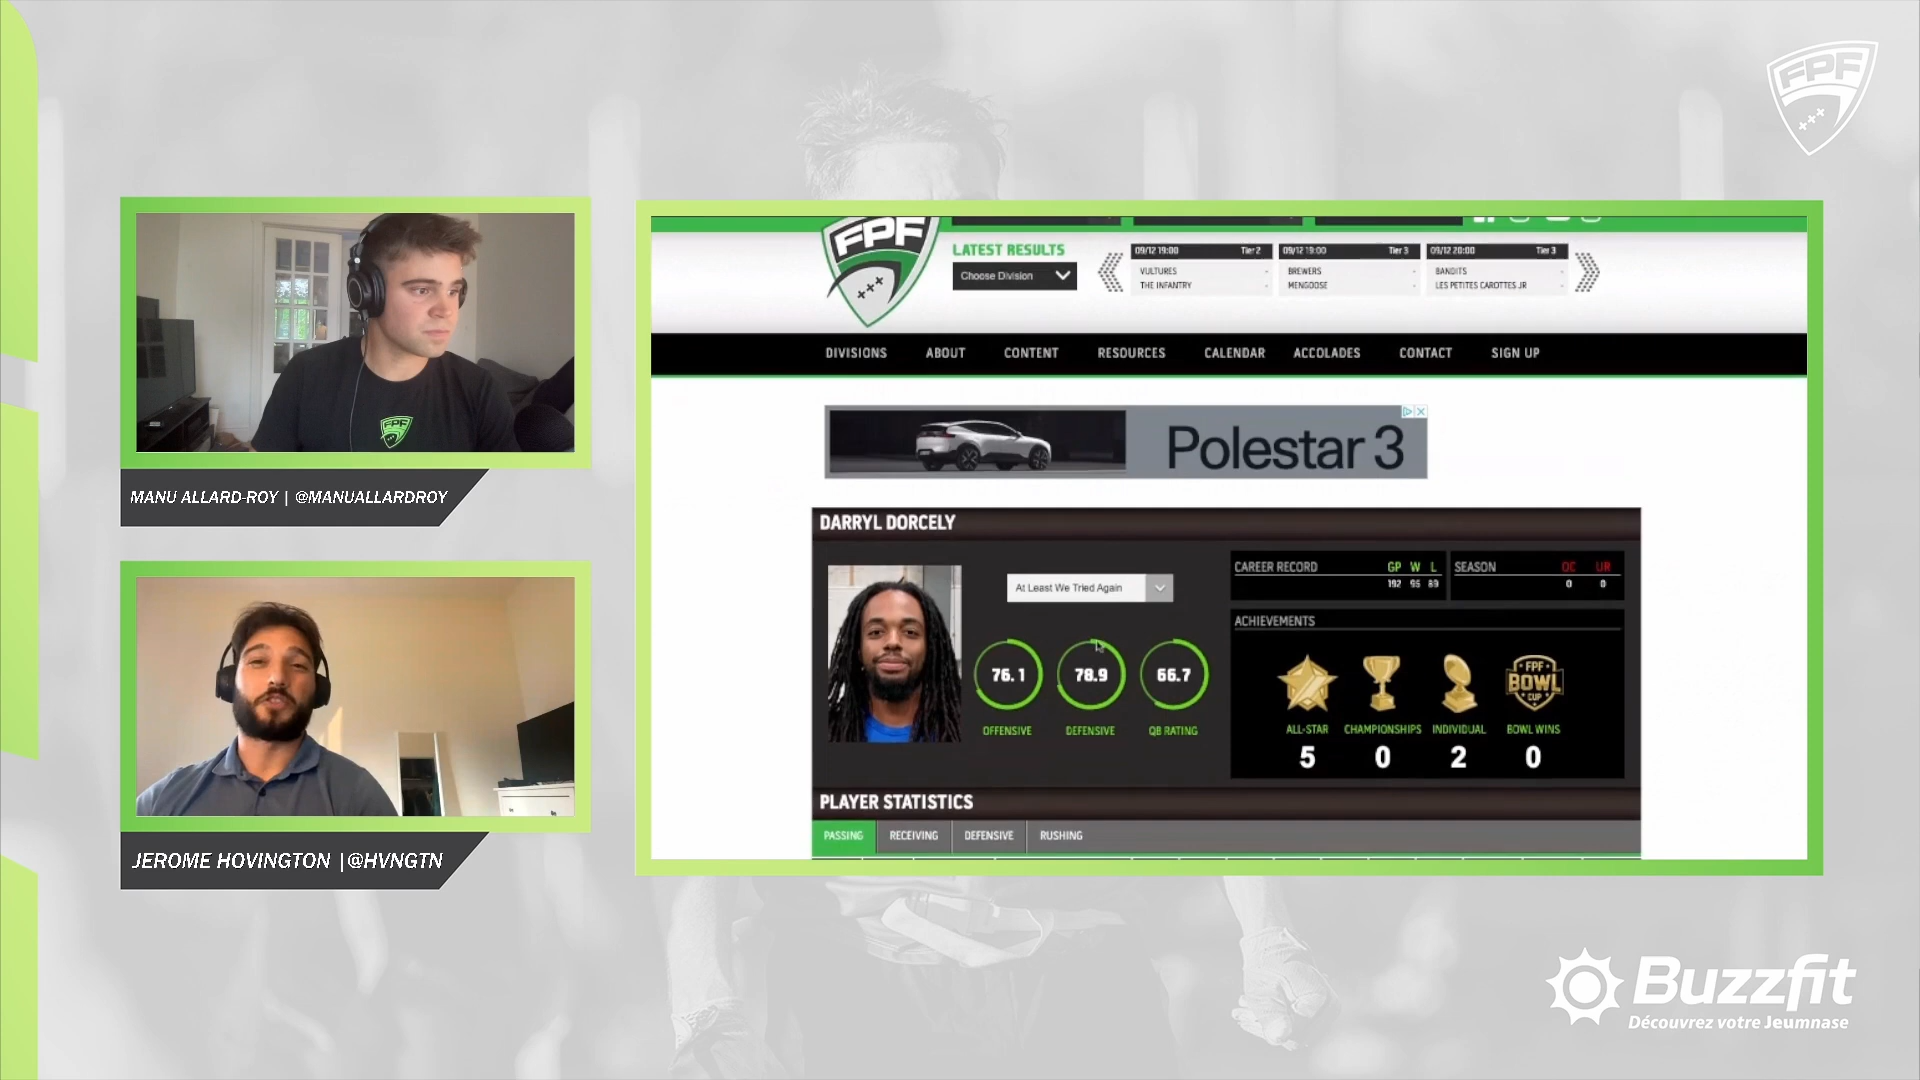 FPF
MANU ALLARD-ROY | @MANUALLARDROY
JEROME HOVINGTON |@HVNGTN
FPF
LATEST RESULTS
Choose Division
09/12 19:00 Tier 2
VULTURES -
THE INFANTRY -
09/12 19:00 Tier 3
BREWERS -
MENGOOSE -
09/12 20:00 Tier 3
BANDITS -
LES PETITES CAROTTES JR -
DIVISIONS ABOUT CONTENT RESOURCES CALENDAR ACCOLADES CONTACT SIGN UP
Polestar 3
DARRYL DORCELY
At Least We Tried Again
76.1 78.9 66.7
OFFENSIVE DEFENSIVE QB RATING
CAREER RECORD GP W L
192 95 89
SEASON OC UR
0 0
ACHIEVEMENTS
FPF
BOWL
CUP
ALL-STAR CHAMPIONSHIPS INDIVIDUAL BOWL WINS
5 0 2 0
PLAYER STATISTICS
PASSING RECEIVING DEFENSIVE RUSHING
Buzzfit
Découvrez votre Jeumnase